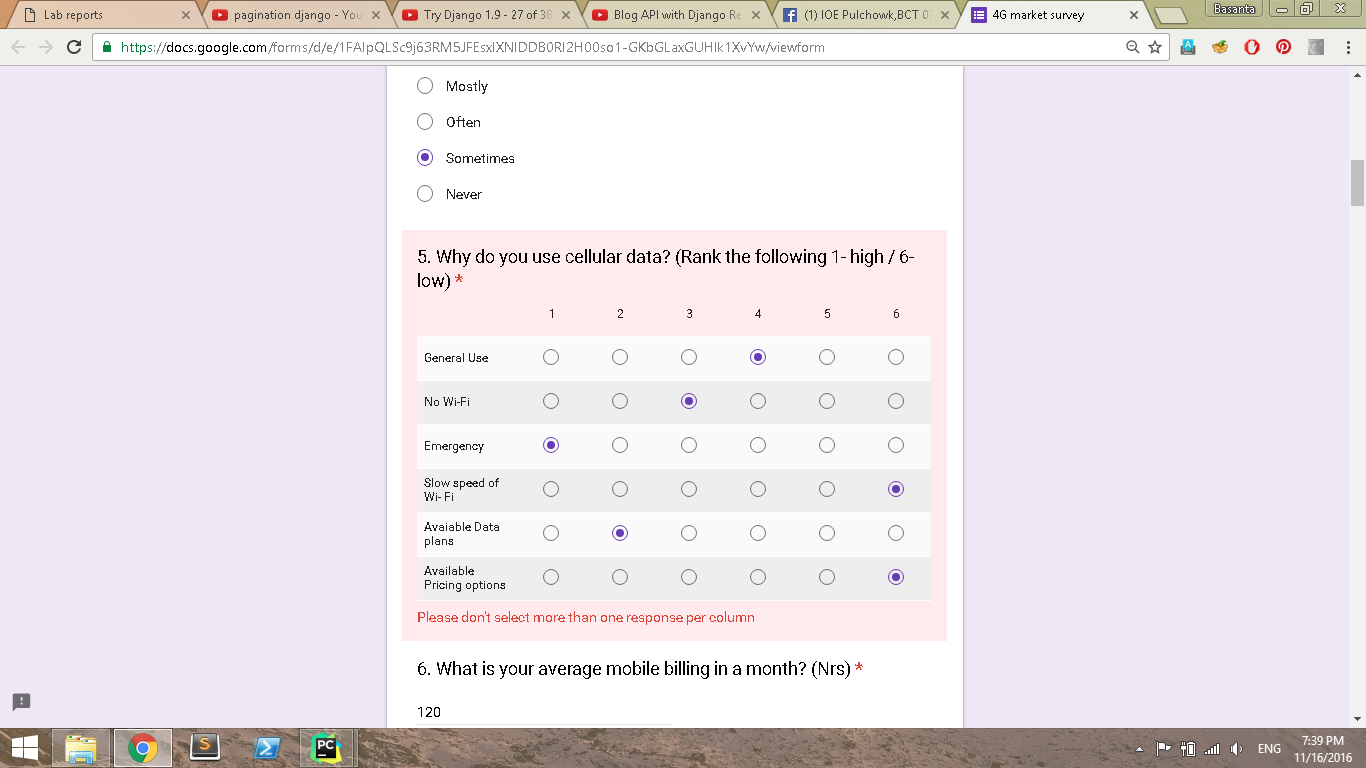 Lab reports
pagination django - You
Try Django 1.9 - 27 of 38
Blog API with Django Re
(1) IOE Pulchowk,BCT 07
4G market survey
Basanta
https://docs.google.com/forms/d/e/
/viewform
Mostly
Often
Sometimes
Never
5. Why do you use cellular data? (Rank the following 1- high / 6-
low) *
1 2 3 4 5 6
General Use
No Wi-Fi
Emergency
Slow speed of
Wi- Fi
Avaiable Data
plans
Available
Pricing options
Please don't select more than one response per column
6. What is your average mobile billing in a month? (Nrs) *
120
S
PC
ENG
7:39 PM
11/16/2016